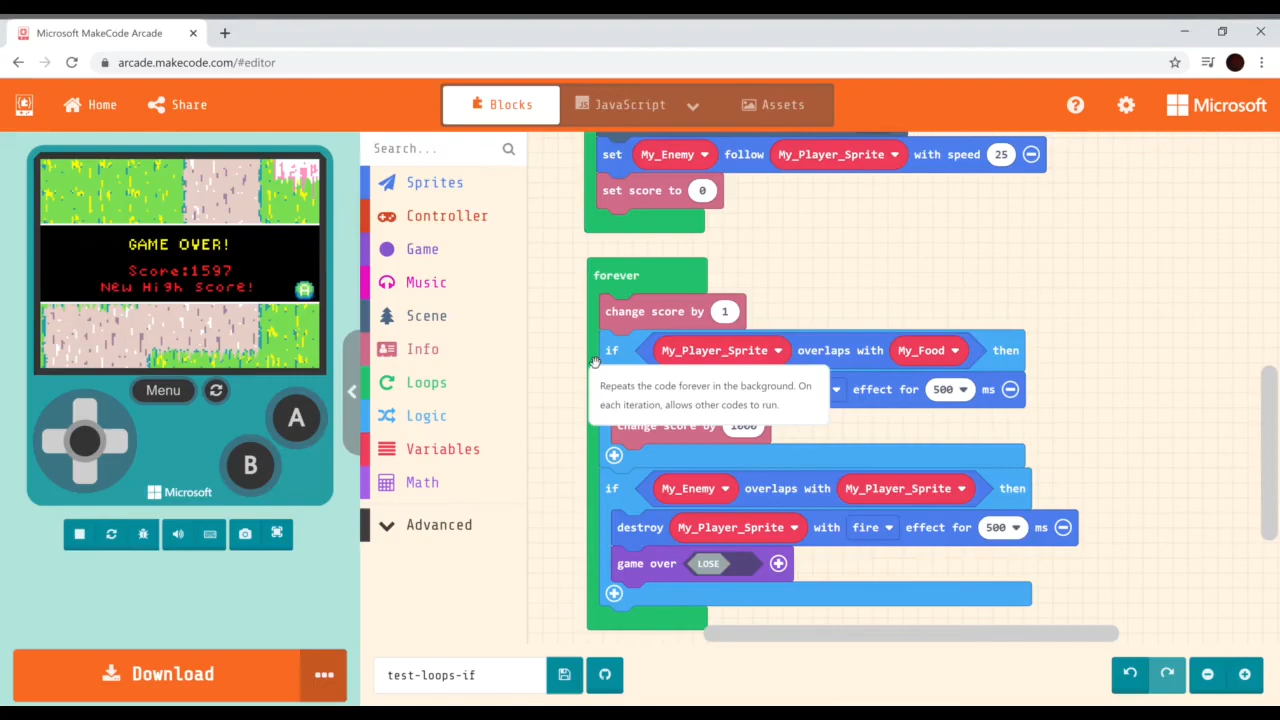 Microsoft MakeCode Arcade
arcade.makecode.com/#editor
Home
Share
Blocks
JavaScript
Assets
Microsoft
GAME OVER!
Score:1597
New High Score!
Menu
A
B
Microsoft
Download
Search...
Sprites
Controller
Game
Music
Scene
Info
Loops
Logic
Variables
Math
Advanced
set My_Enemy follow My_Player_Sprite with speed 25
set score to 0
forever
change score by 1
if My_Player_Sprite overlaps with My_Food then
Repeats the code forever in the background. On
each iteration, allows other codes to run.
effect for 500 ms
change score by 1000
if My_Enemy overlaps with My_Player_Sprite then
destroy My_Player_Sprite with fire effect for 500 ms
game over LOSE
test-loops-if